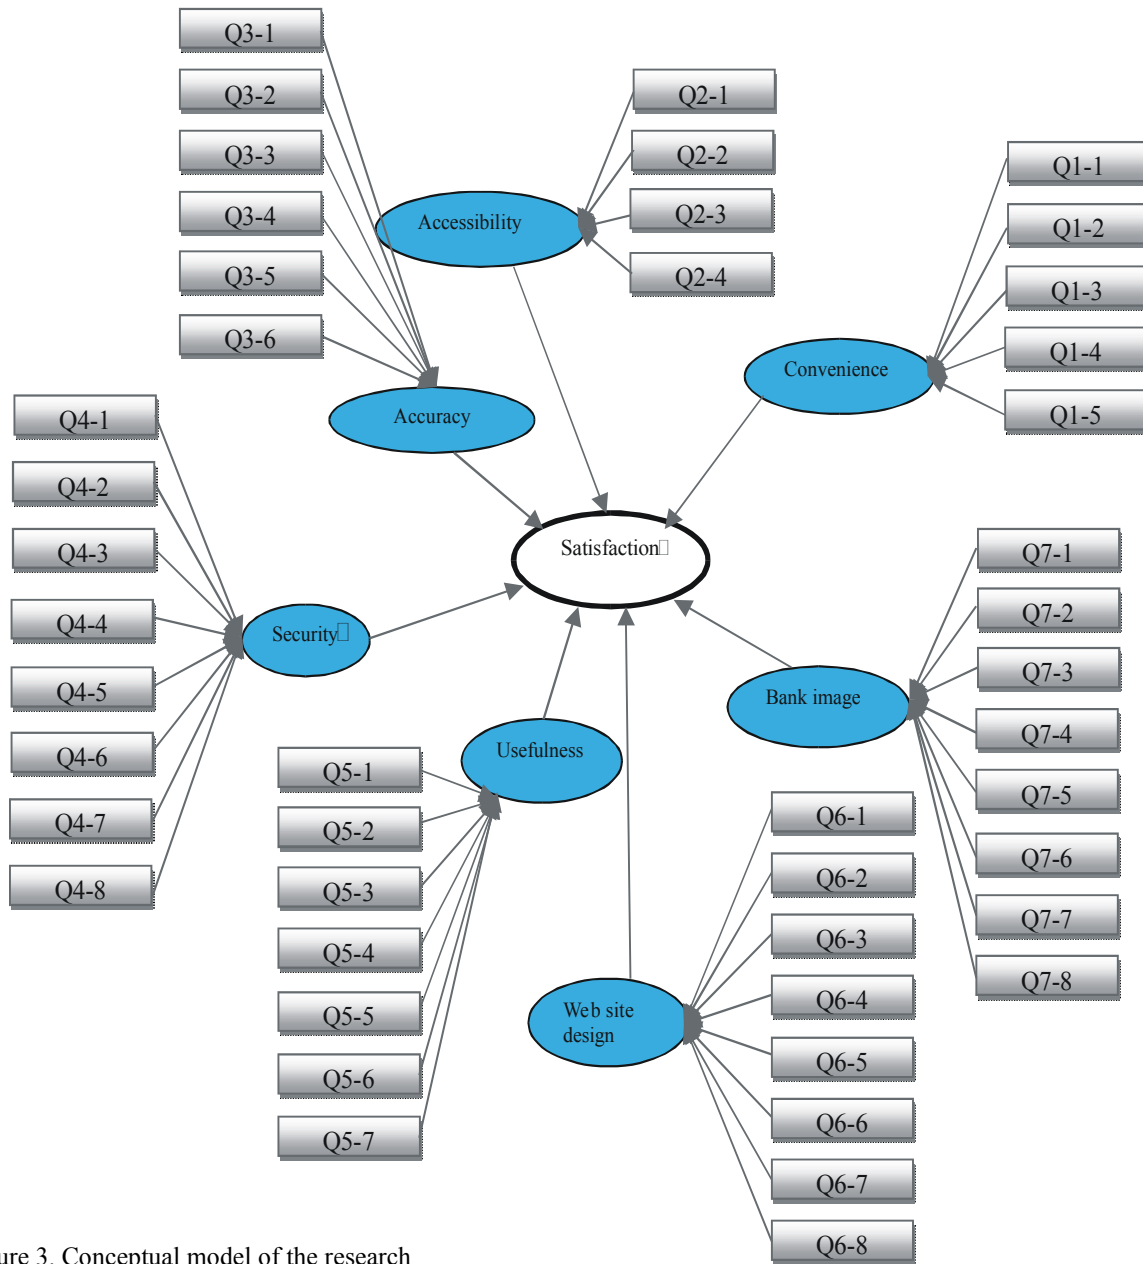 Q3-1
Q3-2
Q3-3
Q3-4
Q3-5
Q3-6
Q2-1
Q2-2
Q2-3
Q2-4
Q1-1
Q1-2
Q1-3
Q1-4
Q1-5
Accessibility
Convenience
Accuracy
Q4-1
Q4-2
Q4-3
Q4-4
Q4-5
Q4-6
Q4-7
Q4-8
Satisfaction
Security
Q7-1
Q7-2
Q7-3
Q7-4
Q7-5
Q7-6
Q7-7
Q7-8
Bank image
Usefulness
Q5-1
Q5-2
Q5-3
Q5-4
Q5-5
Q5-6
Q5-7
Q6-1
Q6-2
Q6-3
Q6-4
Q6-5
Q6-6
Q6-7
Q6-8
Web site
design
ure 3. Conceptual model of the research